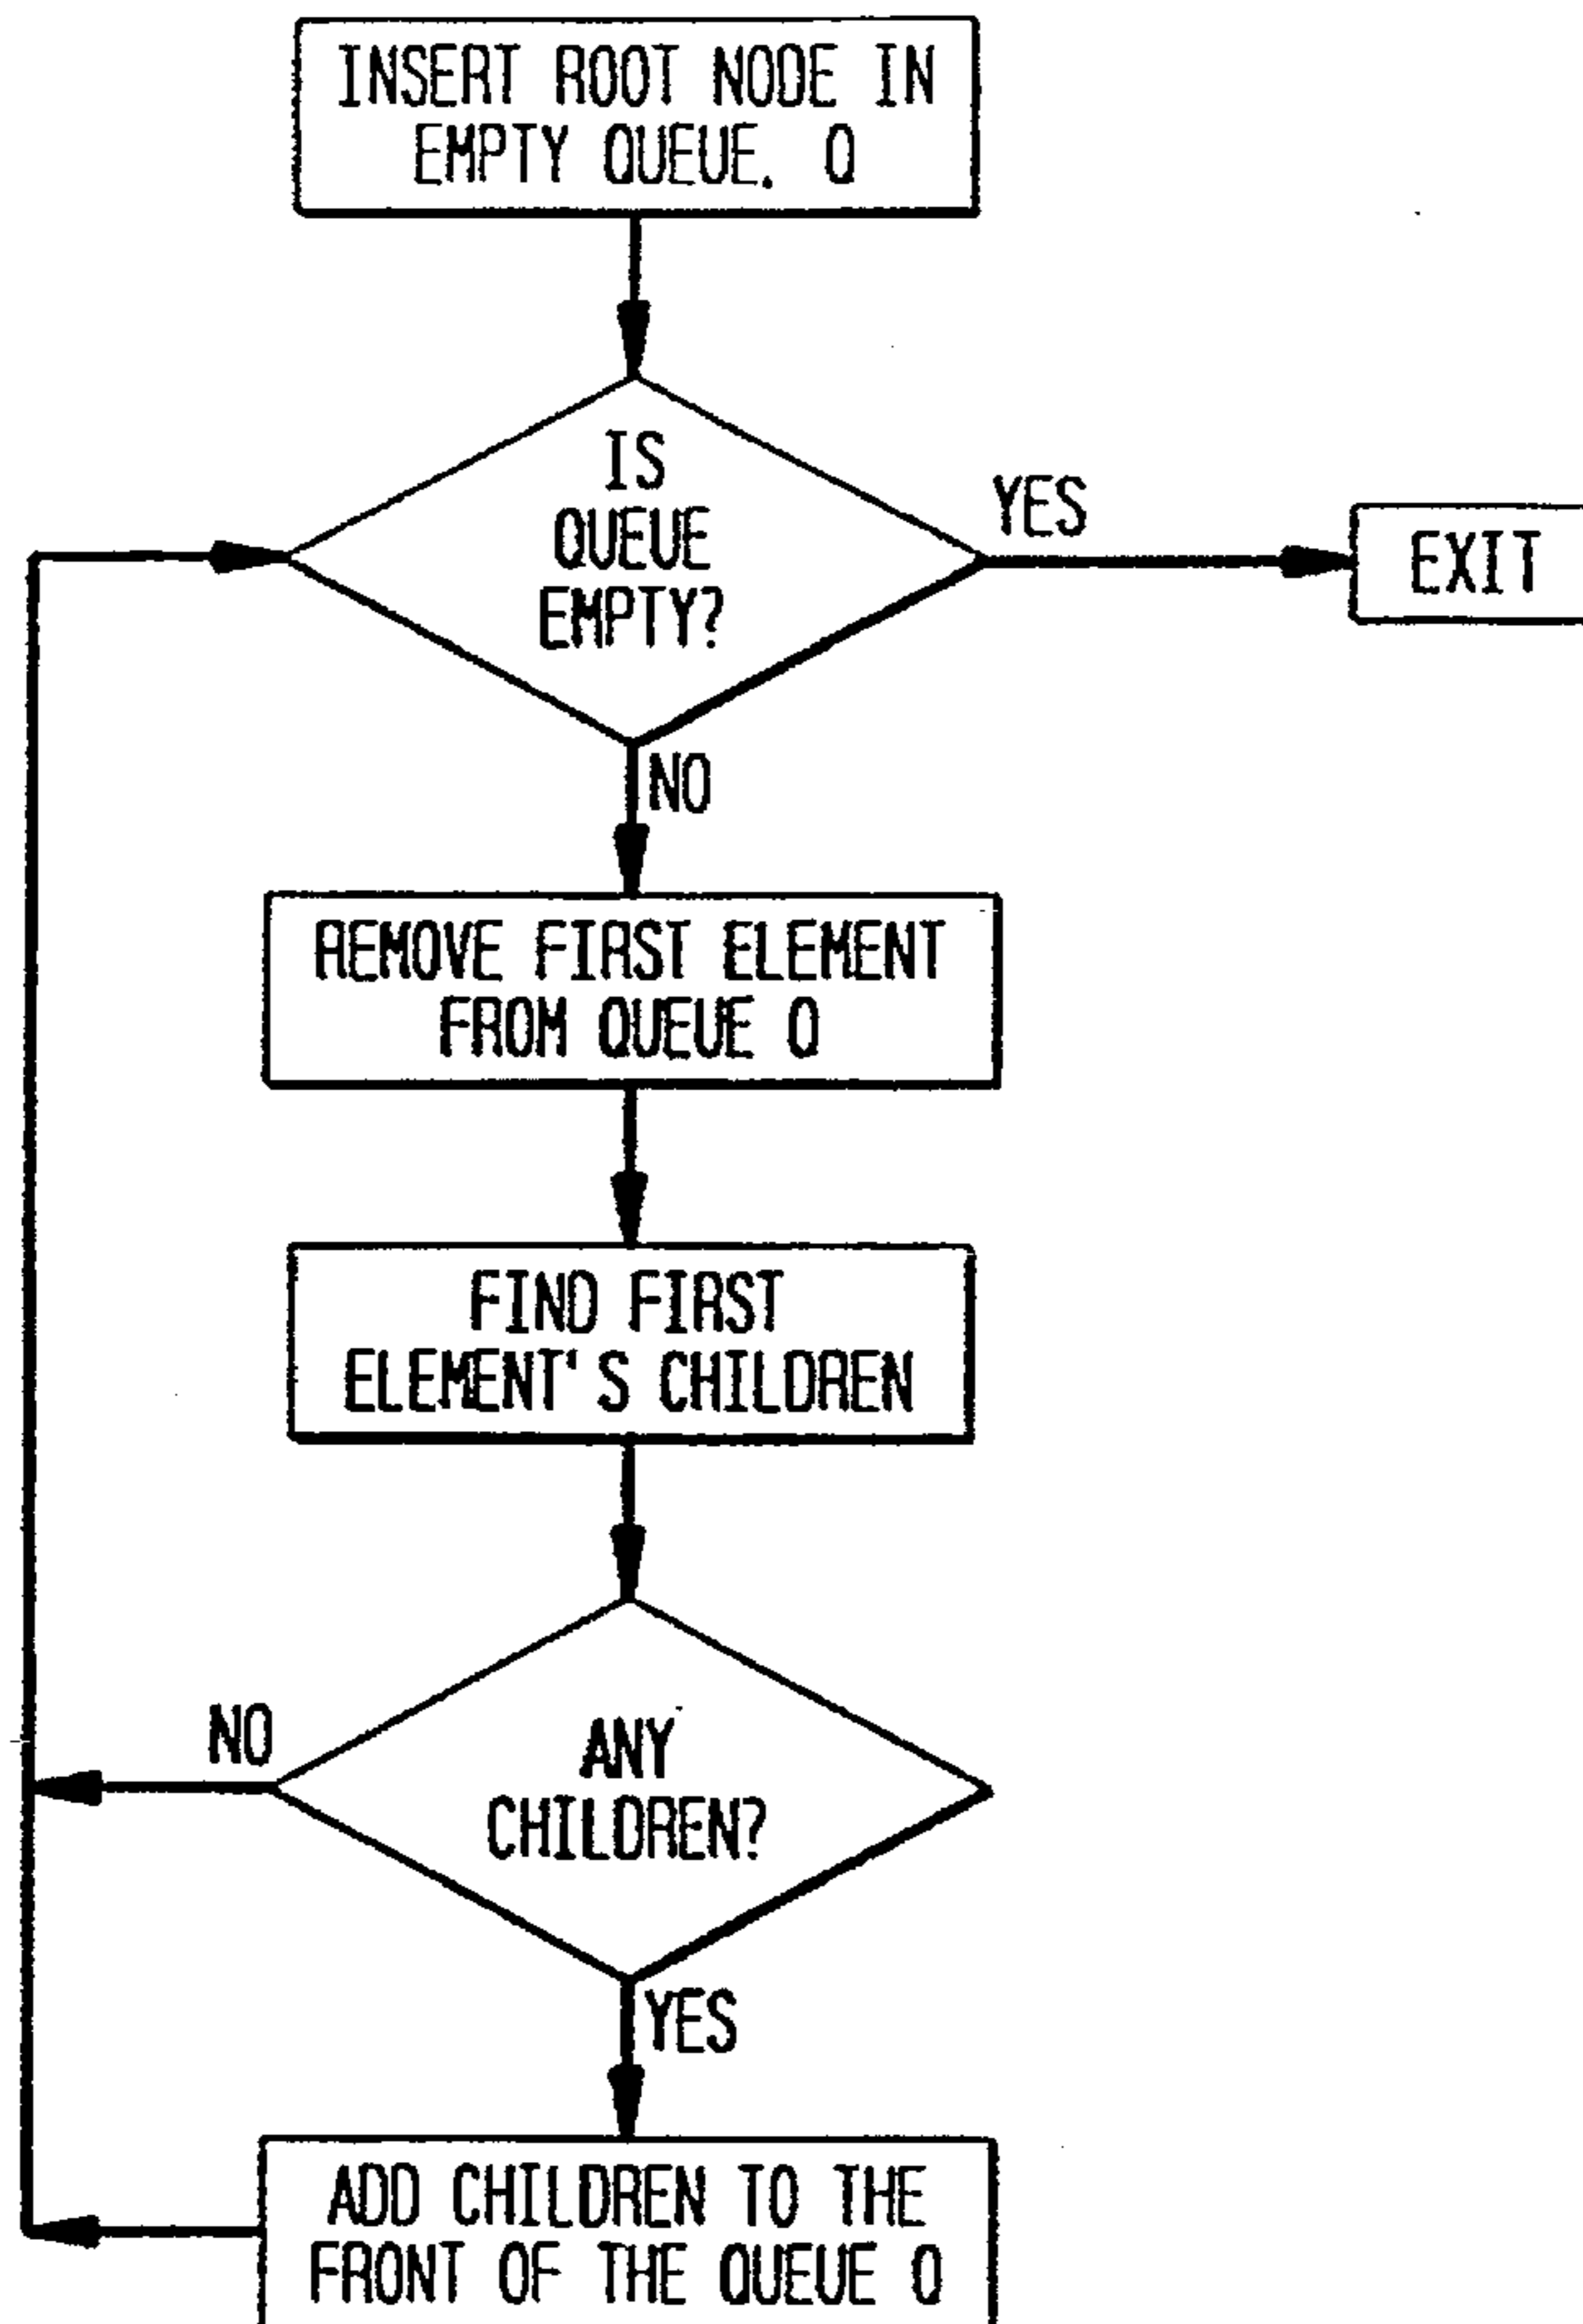 INSERT ROOT NODE IN
EMPTY QUEUE. Q
IS
QUEUE
EMPTY?
YES
EXIT
NO
REMOVE FIRST ELEMENT
FROM QUEUE Q
FIND FIRST
ELEMENT'S CHILDREN
NO
ANY
CHILDREN?
YES
ADD CHILDREN TO THE
FRONT OF THE QUEUE Q